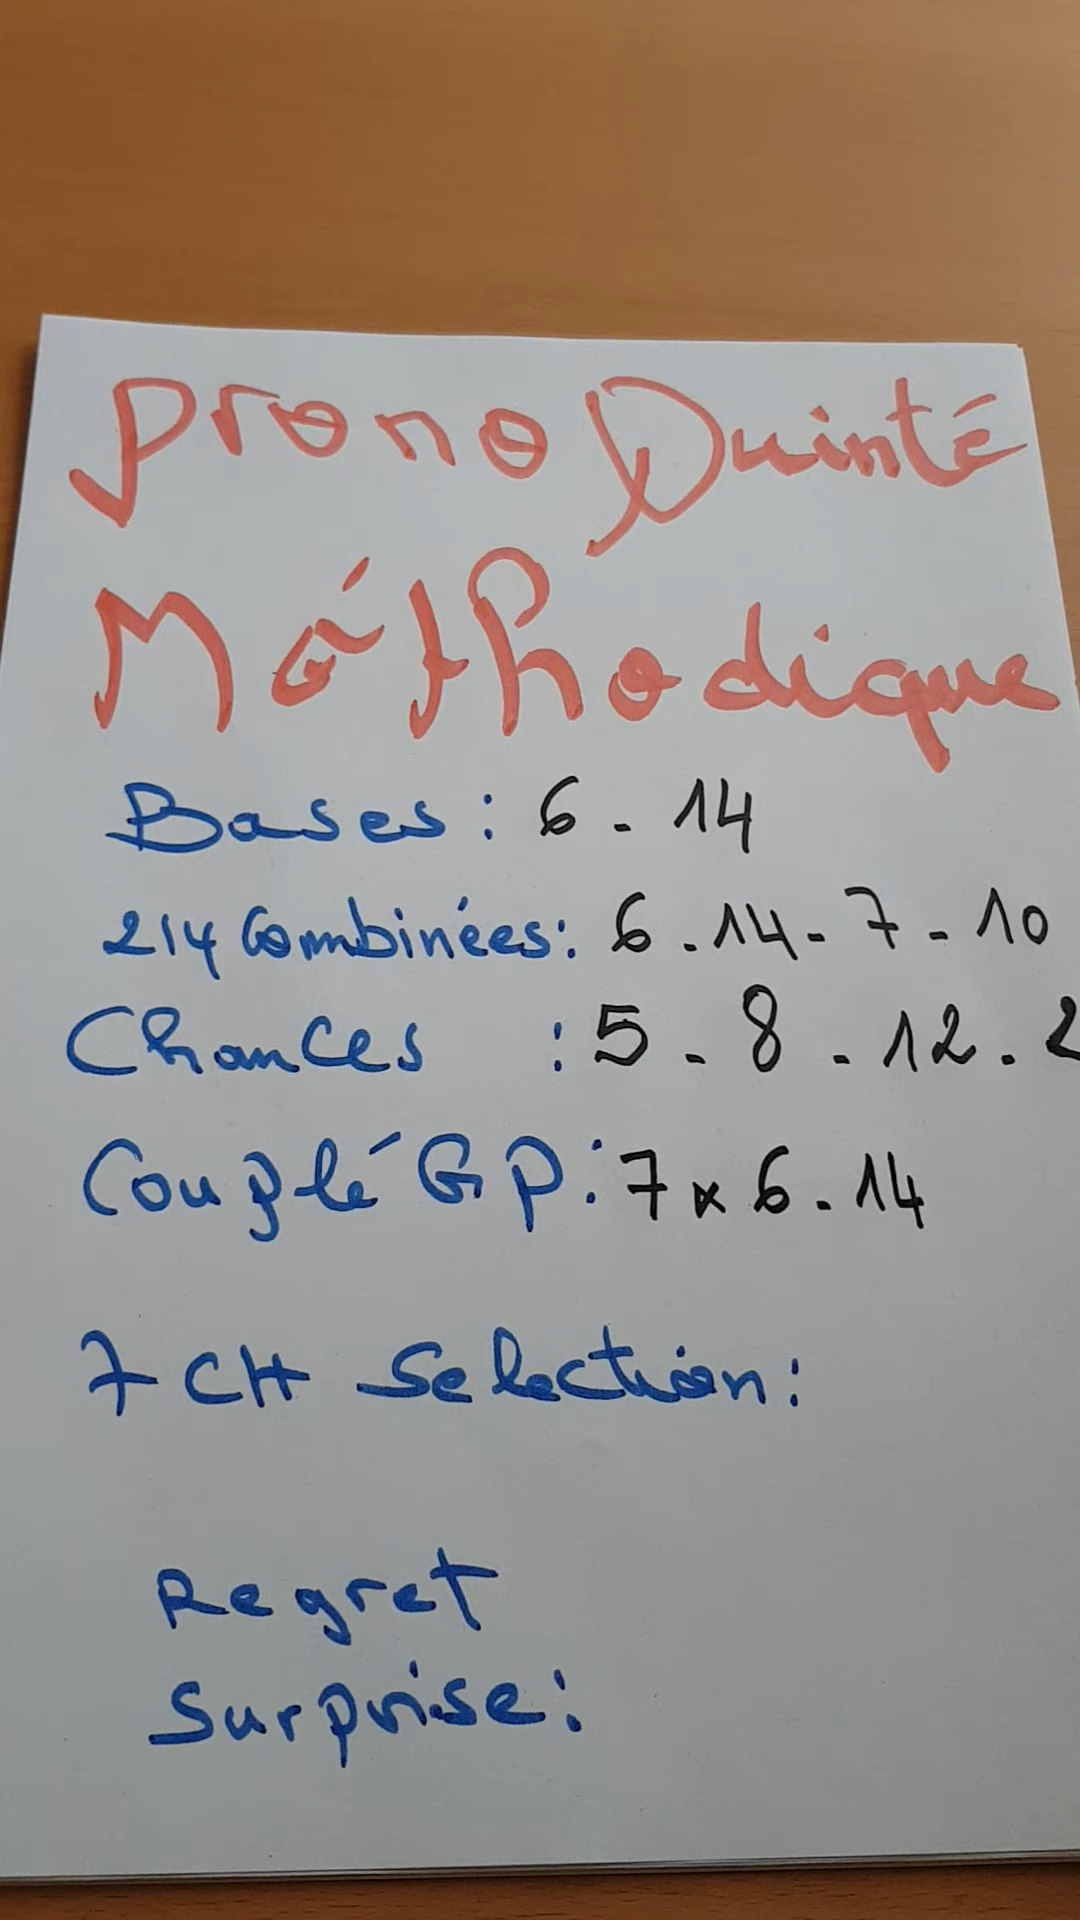 Prono Quinté
Méthodique
Bases : 6 - 14
2/4 Combinées : 6 - 14 - 7 - 10
Chances : 5 - 8 - 12 - 2
Couplé GP : 7 x 6 - 14
7 CH Selection :
Regret
Surprise :